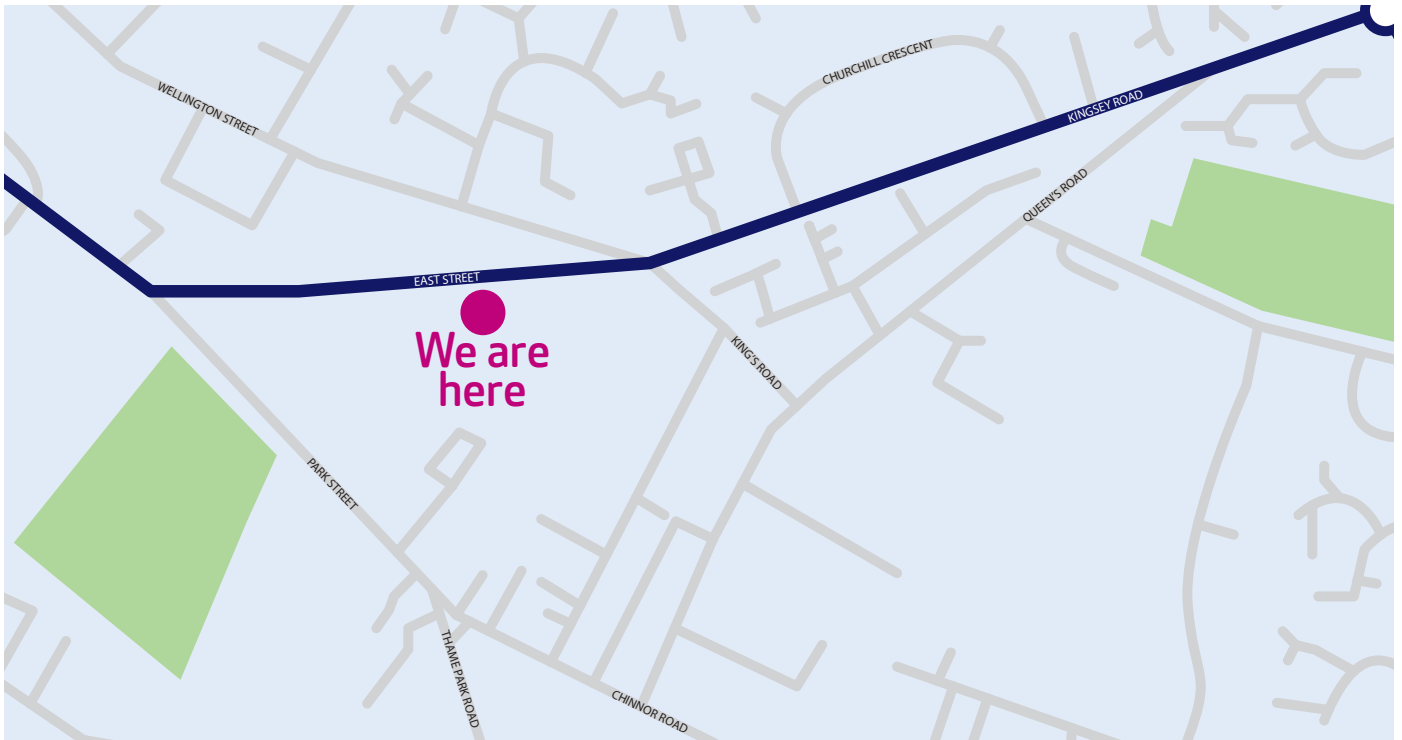 CHURCHILL CRESCENT
WELLINGTON STREET
KINGSEY ROAD
QUEEN'S ROAD
EAST STREET
We are
here
KING'S ROAD
PARK STREET
THAME PARK ROAD
CHINNOR ROAD